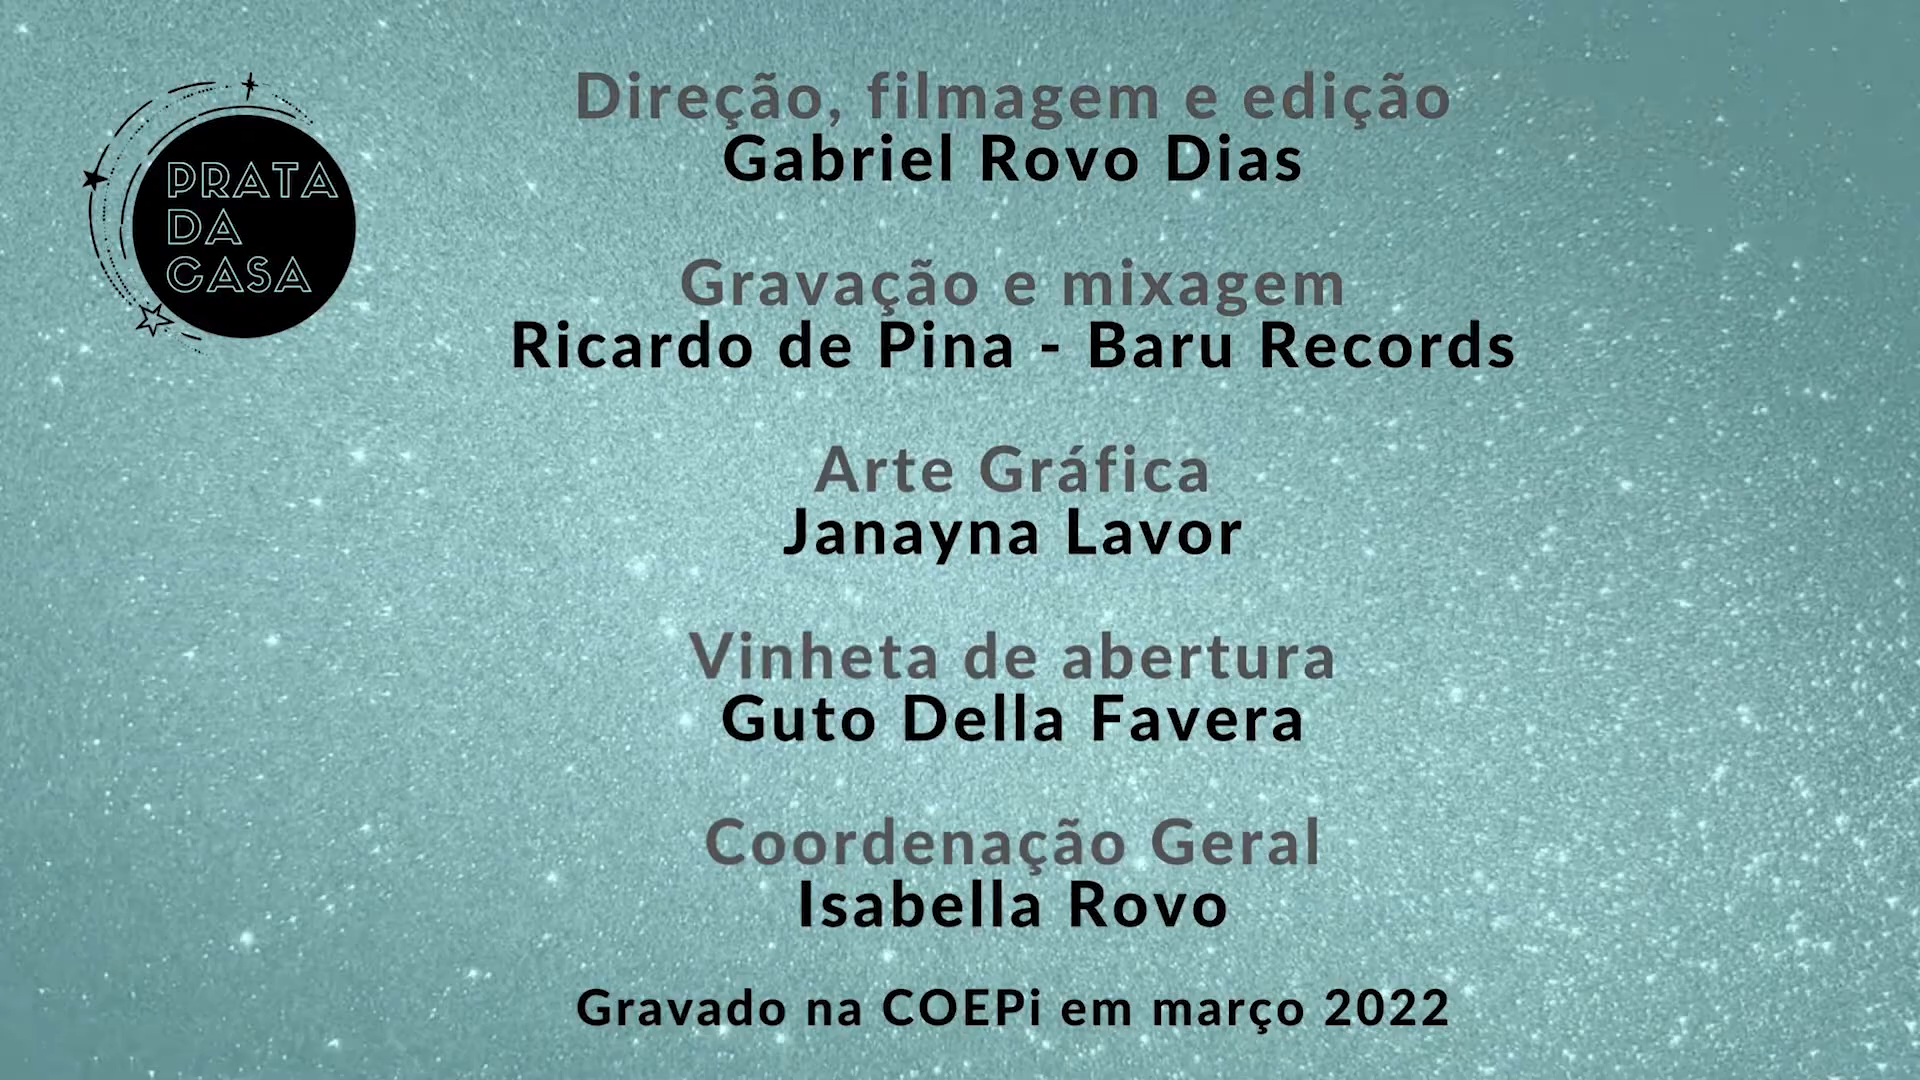 PRATA
DA
CASA
Direção, filmagem e edição
Gabriel Rovo Dias
Gravação e mixagem
Ricardo de Pina - Baru Records
Arte Gráfica
Janayna Lavor
Vinheta de abertura
Guto Della Favera
Coordenação Geral
Isabella Rovo
Gravado na COEPi em março 2022